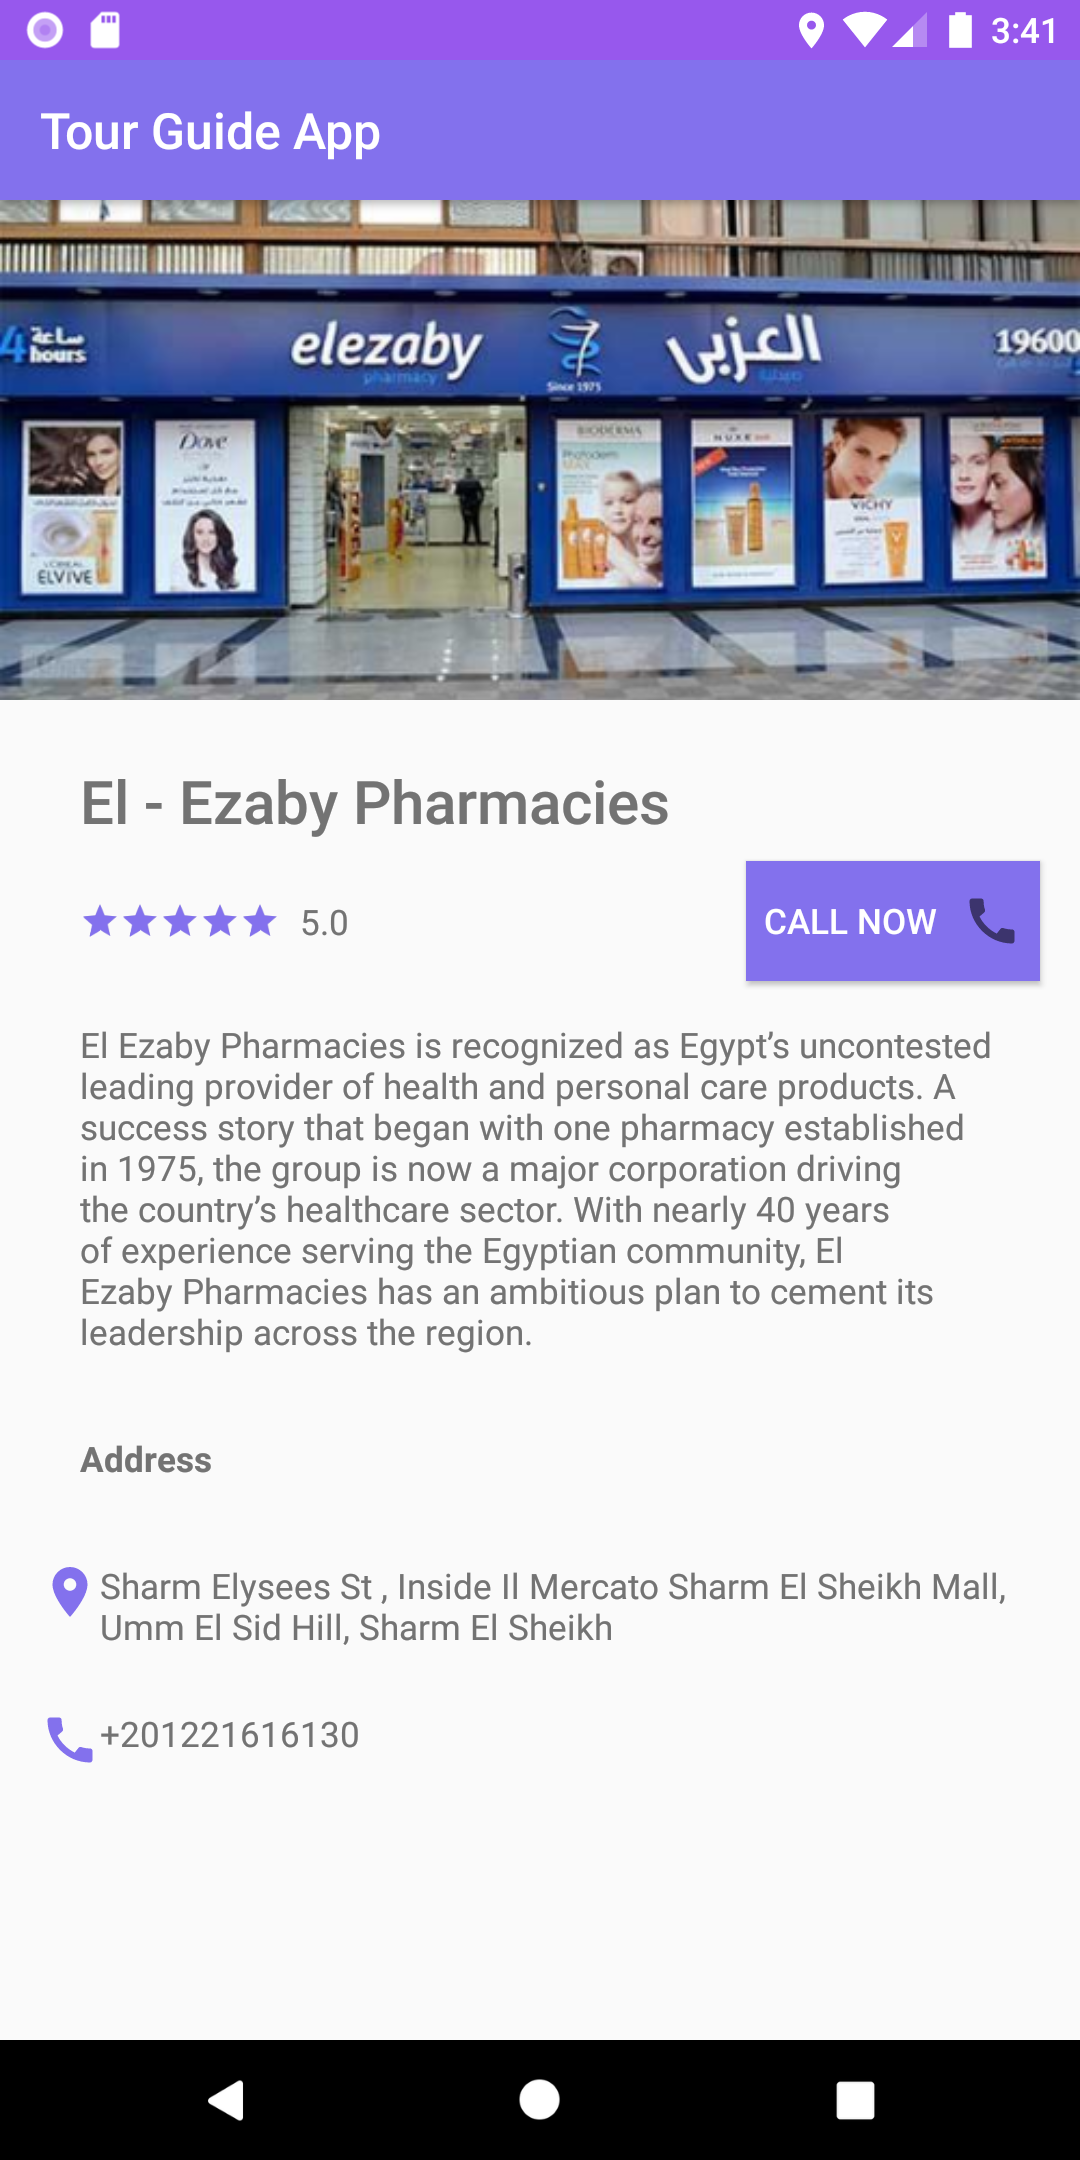 3:41
Tour Guide App
4 ساعة
hours
elezaby
pharmacy
Since 1975
العزبي
صيدلية
19600
Dove
L'ORÉAL
ELVIVE
BIODERMA
Photoderm
MAX
NUXE
VICHY
El - Ezaby Pharmacies
5.0
CALL NOW
El Ezaby Pharmacies is recognized as Egypt’s uncontested
leading provider of health and personal care products. A
success story that began with one pharmacy established
in 1975, the group is now a major corporation driving
the country’s healthcare sector. With nearly 40 years
of experience serving the Egyptian community, El
Ezaby Pharmacies has an ambitious plan to cement its
leadership across the region.
Address
Sharm Elysees St , Inside Il Mercato Sharm El Sheikh Mall,
Umm El Sid Hill, Sharm El Sheikh
+201221616130